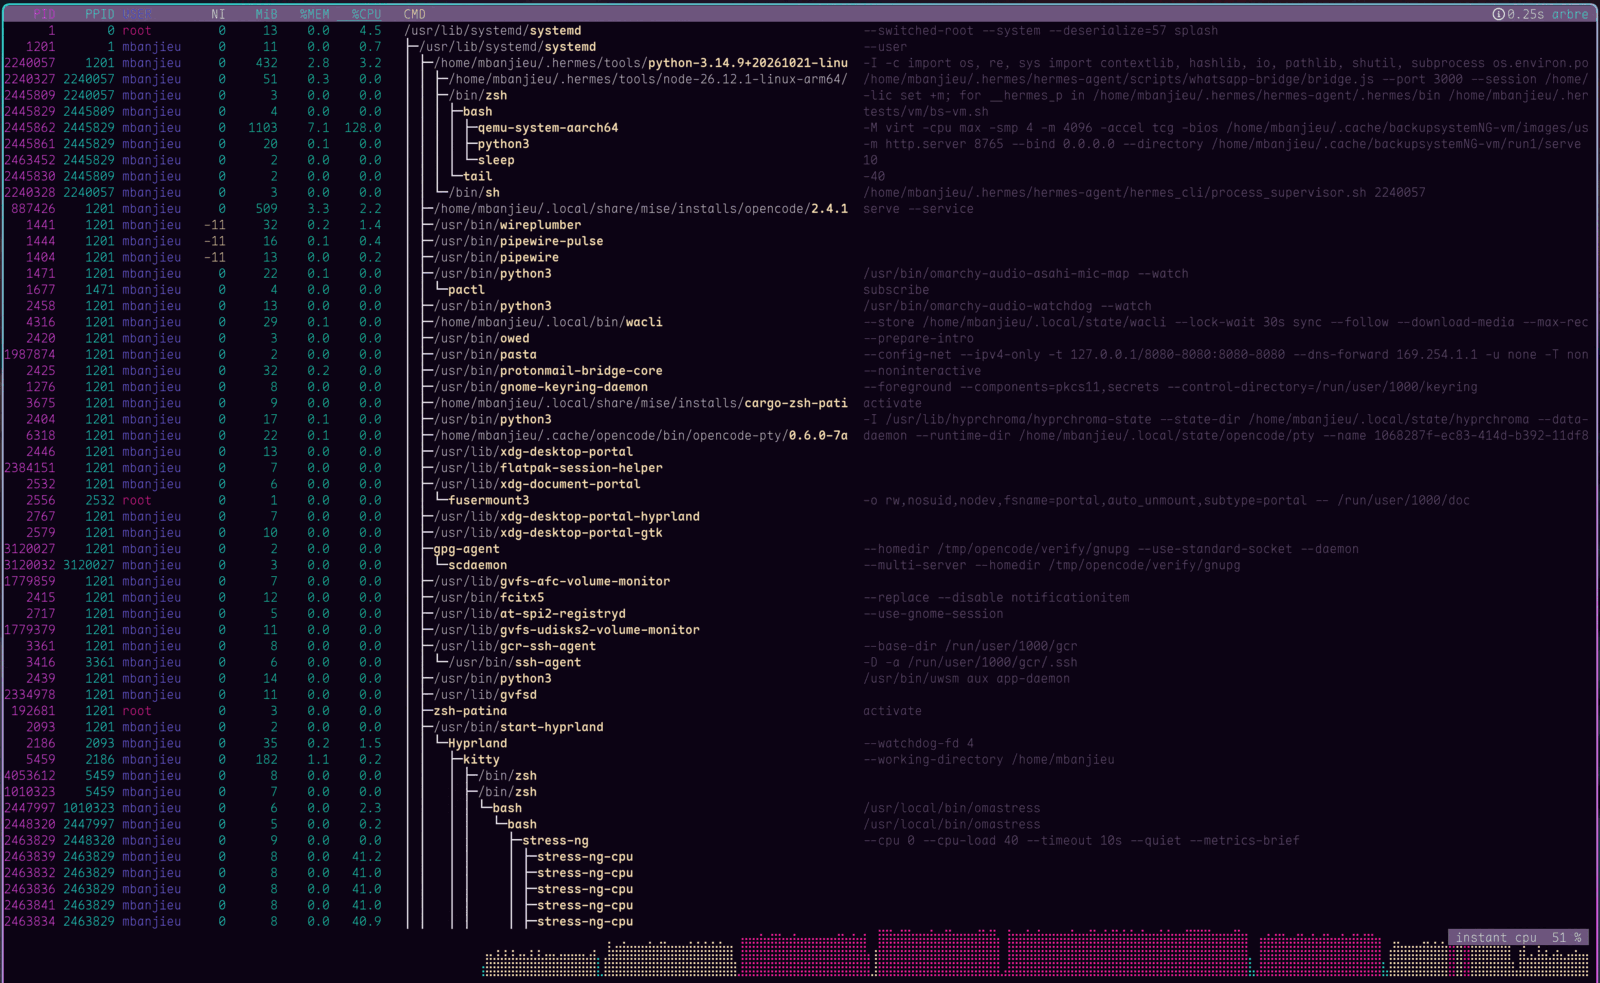 PID PPID USER NI MiB %MEM %CPU CMD 0.25s arbre
1 0 root 0 13 0.0 4.5 /usr/lib/systemd/systemd --switched-root --system --deserialize=57 splash
1201 1 mbanjieu 0 11 0.0 0.7 ├─/usr/lib/systemd/systemd --user
2240057 1201 mbanjieu 0 432 2.8 3.2 │ ├─/home/mbanjieu/.hermes/tools/python-3.14.9+20261021-linu -I -c import os, re, sys import contextlib, hashlib, io, pathlib, shutil, subprocess os.environ.po
2240327 2240057 mbanjieu 0 51 0.3 0.0 │ │ ├─/home/mbanjieu/.hermes/tools/node-26.12.1-linux-arm64/ /home/mbanjieu/.hermes/hermes-agent/scripts/whatsapp-bridge/bridge.js --port 3000 --session /home/
2445809 2240057 mbanjieu 0 3 0.0 0.0 │ │ ├─/bin/zsh -lic set +m; for __hermes_p in /home/mbanjieu/.hermes/hermes-agent/.hermes/bin /home/mbanjieu/.her
2445829 2445809 mbanjieu 0 4 0.0 0.0 │ │ │ ├─bash tests/vm/bs-vm.sh
2445862 2445829 mbanjieu 0 1103 7.1 128.0 │ │ │ │ ├─qemu-system-aarch64 -M virt -cpu max -smp 4 -m 4096 -accel tcg -bios /home/mbanjieu/.cache/backupsystemNG-vm/images/us
2445861 2445829 mbanjieu 0 20 0.1 0.0 │ │ │ │ ├─python3 -m http.server 8765 --bind 0.0.0.0 --directory /home/mbanjieu/.cache/backupsystemNG-vm/run1/serve
2463452 2445829 mbanjieu 0 2 0.0 0.0 │ │ │ │ └─sleep 10
2445830 2445809 mbanjieu 0 2 0.0 0.0 │ │ │ └─tail -40
2240328 2240057 mbanjieu 0 3 0.0 0.0 │ │ └─/bin/sh /home/mbanjieu/.hermes/hermes-agent/hermes_cli/process_supervisor.sh 2240057
887426 1201 mbanjieu 0 509 3.3 2.2 │ ├─/home/mbanjieu/.local/share/mise/installs/opencode/2.4.1 serve --service
1441 1201 mbanjieu -11 32 0.2 1.4 │ ├─/usr/bin/wireplumber
1444 1201 mbanjieu -11 16 0.1 0.4 │ ├─/usr/bin/pipewire-pulse
1404 1201 mbanjieu -11 13 0.0 0.2 │ ├─/usr/bin/pipewire
1471 1201 mbanjieu 0 22 0.1 0.0 │ ├─/usr/bin/python3 /usr/bin/omarchy-audio-asahi-mic-map --watch
1677 1471 mbanjieu 0 4 0.0 0.0 │ │ └─pactl subscribe
2458 1201 mbanjieu 0 13 0.0 0.0 │ ├─/usr/bin/python3 /usr/bin/omarchy-audio-watchdog --watch
4316 1201 mbanjieu 0 29 0.1 0.0 │ ├─/home/mbanjieu/.local/bin/wacli --store /home/mbanjieu/.local/state/wacli --lock-wait 30s sync --follow --download-media --max-rec
2420 1201 mbanjieu 0 3 0.0 0.0 │ ├─/usr/bin/owed --prepare-intro
1987874 1201 mbanjieu 0 2 0.0 0.0 │ ├─/usr/bin/pasta --config-net --ipv4-only -t 127.0.0.1/8080-8080:8080-8080 --dns-forward 169.254.1.1 -u none -T non
2425 1201 mbanjieu 0 32 0.2 0.0 │ ├─/usr/bin/protonmail-bridge-core --noninteractive
1276 1201 mbanjieu 0 8 0.0 0.0 │ ├─/usr/bin/gnome-keyring-daemon --foreground --components=pkcs11,secrets --control-directory=/run/user/1000/keyring
3675 1201 mbanjieu 0 9 0.0 0.0 │ ├─/home/mbanjieu/.local/share/mise/installs/cargo-zsh-pati activate
2404 1201 mbanjieu 0 17 0.1 0.0 │ ├─/usr/bin/python3 -I /usr/lib/hyprchroma/hyprchroma-state --state-dir /home/mbanjieu/.local/state/hyprchroma --data-
6318 1201 mbanjieu 0 22 0.1 0.0 │ ├─/home/mbanjieu/.cache/opencode/bin/opencode-pty/0.6.0-7a daemon --runtime-dir /home/mbanjieu/.local/state/opencode/pty --name 1068287f-ec83-414d-b392-11df8
2446 1201 mbanjieu 0 13 0.0 0.0 │ ├─/usr/lib/xdg-desktop-portal
2384151 1201 mbanjieu 0 7 0.0 0.0 │ ├─/usr/lib/flatpak-session-helper
2532 1201 mbanjieu 0 6 0.0 0.0 │ ├─/usr/lib/xdg-document-portal
2556 2532 root 0 1 0.0 0.0 │ │ └─fusermount3 -o rw,nosuid,nodev,fsname=portal,auto_unmount,subtype=portal -- /run/user/1000/doc
2767 1201 mbanjieu 0 7 0.0 0.0 │ ├─/usr/lib/xdg-desktop-portal-hyprland
2579 1201 mbanjieu 0 10 0.0 0.0 │ ├─/usr/lib/xdg-desktop-portal-gtk
3120027 1201 mbanjieu 0 2 0.0 0.0 │ ├─gpg-agent --homedir /tmp/opencode/verify/gnupg --use-standard-socket --daemon
3120032 3120027 mbanjieu 0 3 0.0 0.0 │ │ └─scdaemon --multi-server --homedir /tmp/opencode/verify/gnupg
1779859 1201 mbanjieu 0 7 0.0 0.0 │ ├─/usr/lib/gvfs-afc-volume-monitor
2415 1201 mbanjieu 0 12 0.0 0.0 │ ├─/usr/bin/fcitx5 --replace --disable notificationitem
2717 1201 mbanjieu 0 5 0.0 0.0 │ ├─/usr/lib/at-spi2-registryd --use-gnome-session
1779379 1201 mbanjieu 0 11 0.0 0.0 │ ├─/usr/lib/gvfs-udisks2-volume-monitor
3361 1201 mbanjieu 0 8 0.0 0.0 │ ├─/usr/lib/gcr-ssh-agent --base-dir /run/user/1000/gcr
3416 3361 mbanjieu 0 6 0.0 0.0 │ │ └─/usr/bin/ssh-agent -D -a /run/user/1000/gcr/.ssh
2439 1201 mbanjieu 0 14 0.0 0.0 │ ├─/usr/bin/python3 /usr/bin/uwsm aux app-daemon
2334978 1201 mbanjieu 0 11 0.0 0.0 │ ├─/usr/lib/gvfsd
192681 1201 root 0 3 0.0 0.0 │ ├─zsh-patina activate
2093 1201 mbanjieu 0 2 0.0 0.0 │ ├─/usr/bin/start-hyprland
2186 2093 mbanjieu 0 35 0.2 1.5 │ │ └─Hyprland --watchdog-fd 4
5459 2186 mbanjieu 0 182 1.1 0.2 │ │ ├─kitty --working-directory /home/mbanjieu
4053612 5459 mbanjieu 0 8 0.0 0.0 │ │ │ ├─/bin/zsh
1010323 5459 mbanjieu 0 7 0.0 0.0 │ │ │ ├─/bin/zsh
2447997 1010323 mbanjieu 0 6 0.0 2.3 │ │ │ │ └─bash /usr/local/bin/omastress
2448320 2447997 mbanjieu 0 5 0.0 0.2 │ │ │ │ └─bash /usr/local/bin/omastress
2463829 2448320 mbanjieu 0 9 0.0 0.0 │ │ │ │ ├─stress-ng --cpu 0 --cpu-load 40 --timeout 10s --quiet --metrics-brief
2463839 2463829 mbanjieu 0 8 0.0 41.2 │ │ │ │ │ ├─stress-ng-cpu
2463832 2463829 mbanjieu 0 8 0.0 41.0 │ │ │ │ │ ├─stress-ng-cpu
2463836 2463829 mbanjieu 0 8 0.0 41.0 │ │ │ │ │ ├─stress-ng-cpu
2463841 2463829 mbanjieu 0 8 0.0 41.0 │ │ │ │ │ ├─stress-ng-cpu
2463834 2463829 mbanjieu 0 8 0.0 40.9 │ │ │ │ │ ├─stress-ng-cpu
instant cpu 51 %